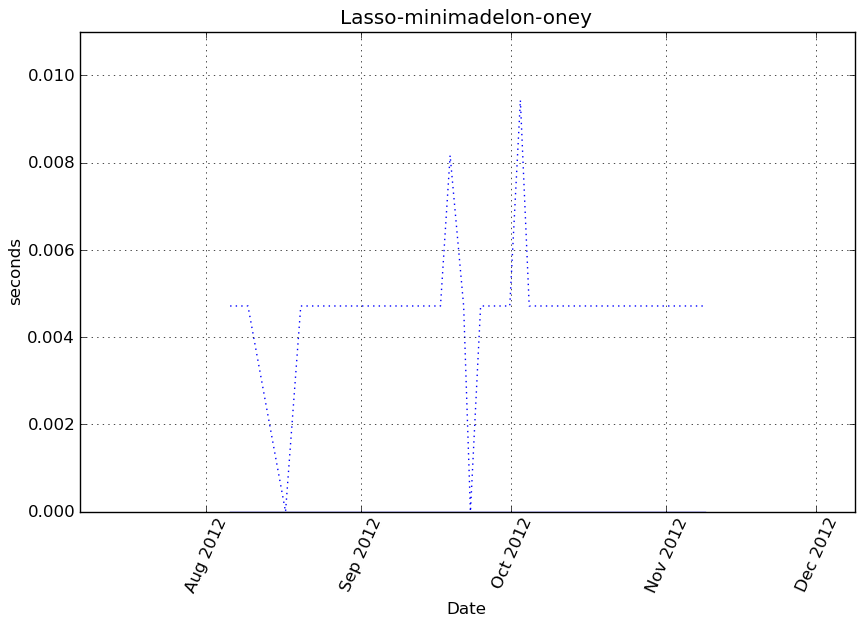 Lasso-minimadelon-oney
0.010
0.008
0.006
0.004
0.002
0.000
seconds
Aug 2012
Sep 2012
Oct 2012
Nov 2012
Dec 2012
Date